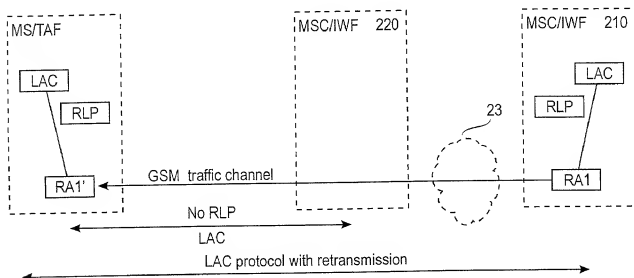 MS/TAF
MSC/IWF 220
MSC/IWF 210
LAC
LAC
RLP
RLP
23
RA1'
GSM traffic channel
RA1
No RLP
LAC
LAC protocol with retransmission